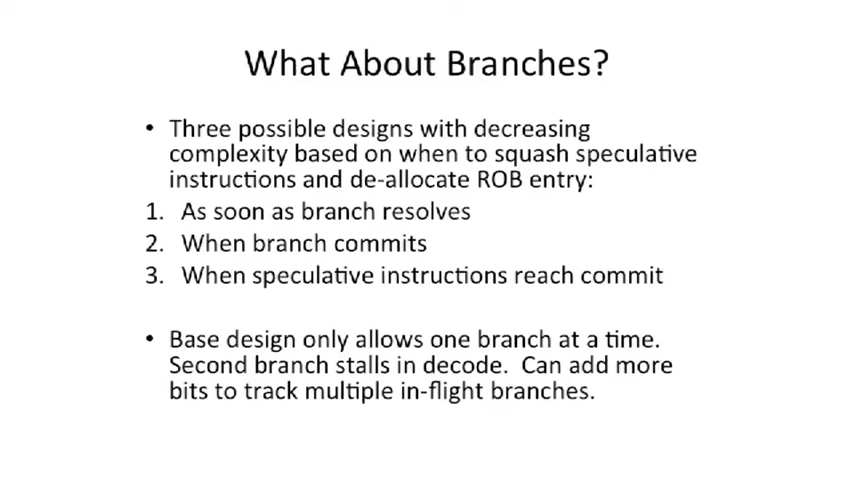 What About Branches?
• Three possible designs with decreasing
complexity based on when to squash speculative
instructions and de-allocate ROB entry:
1. As soon as branch resolves
2. When branch commits
3. When speculative instructions reach commit
• Base design only allows one branch at a time.
Second branch stalls in decode. Can add more
bits to track multiple in-flight branches.